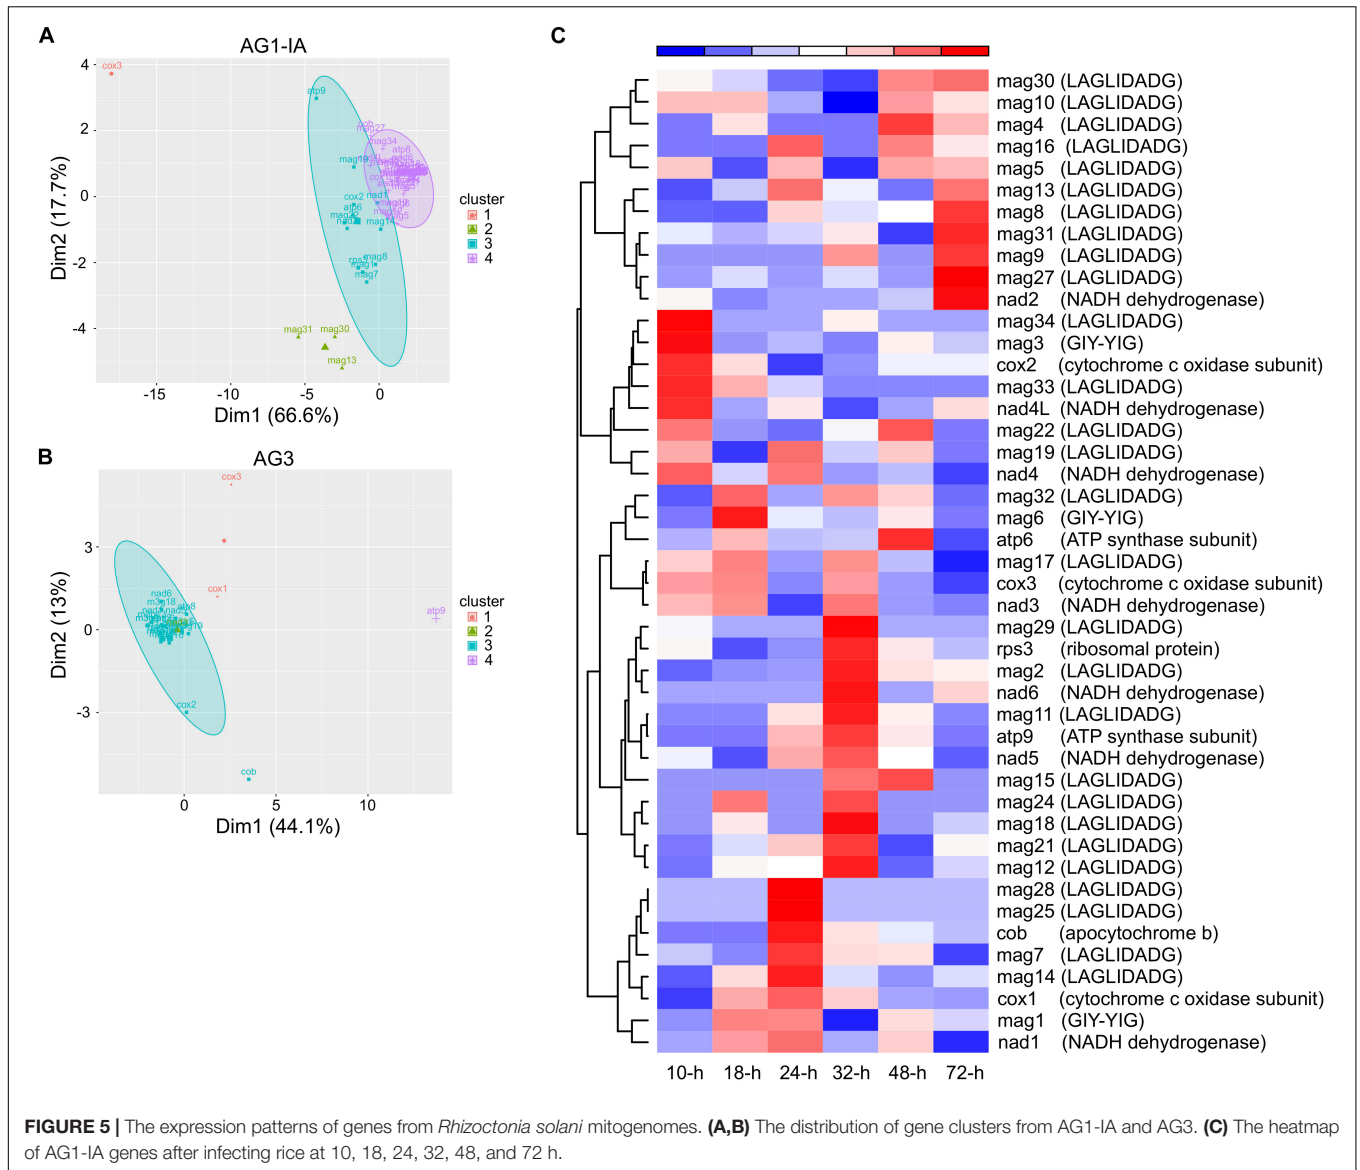 A
AG1-IA
cox3
atp9
cob
mag27
mag34
atp8
mag19
cox2
nad1
atp6
mag22
nad2
mag14
mag5
rps3
mag1
mag8
mag7
mag31
mag30
mag13
4
2
0
-2
-4
-15
-10
-5
0
Dim2 (17.7%)
Dim1 (66.6%)
cluster
1
2
3
4
B
AG3
cox3
cox1
nad6
m3g18
atp8
atp9
cox2
cob
3
0
-3
0
5
10
Dim2 (13%)
Dim1 (44.1%)
cluster
1
2
3
4
C
mag30 (LAGLIDADG)
mag10 (LAGLIDADG)
mag4 (LAGLIDADG)
mag16 (LAGLIDADG)
mag5 (LAGLIDADG)
mag13 (LAGLIDADG)
mag8 (LAGLIDADG)
mag31 (LAGLIDADG)
mag9 (LAGLIDADG)
mag27 (LAGLIDADG)
nad2 (NADH dehydrogenase)
mag34 (LAGLIDADG)
mag3 (GIY-YIG)
cox2 (cytochrome c oxidase subunit)
mag33 (LAGLIDADG)
nad4L (NADH dehydrogenase)
mag22 (LAGLIDADG)
mag19 (LAGLIDADG)
nad4 (NADH dehydrogenase)
mag32 (LAGLIDADG)
mag6 (GIY-YIG)
atp6 (ATP synthase subunit)
mag17 (LAGLIDADG)
cox3 (cytochrome c oxidase subunit)
nad3 (NADH dehydrogenase)
mag29 (LAGLIDADG)
rps3 (ribosomal protein)
mag2 (LAGLIDADG)
nad6 (NADH dehydrogenase)
mag11 (LAGLIDADG)
atp9 (ATP synthase subunit)
nad5 (NADH dehydrogenase)
mag15 (LAGLIDADG)
mag24 (LAGLIDADG)
mag18 (LAGLIDADG)
mag21 (LAGLIDADG)
mag12 (LAGLIDADG)
mag28 (LAGLIDADG)
mag25 (LAGLIDADG)
cob (apocytochrome b)
mag7 (LAGLIDADG)
mag14 (LAGLIDADG)
cox1 (cytochrome c oxidase subunit)
mag1 (GIY-YIG)
nad1 (NADH dehydrogenase)
10-h 18-h 24-h 32-h 48-h 72-h
FIGURE 5 | The expression patterns of genes from Rhizoctonia solani mitogenomes. (A,B) The distribution of gene clusters from AG1-IA and AG3. (C) The heatmap
of AG1-IA genes after infecting rice at 10, 18, 24, 32, 48, and 72 h.